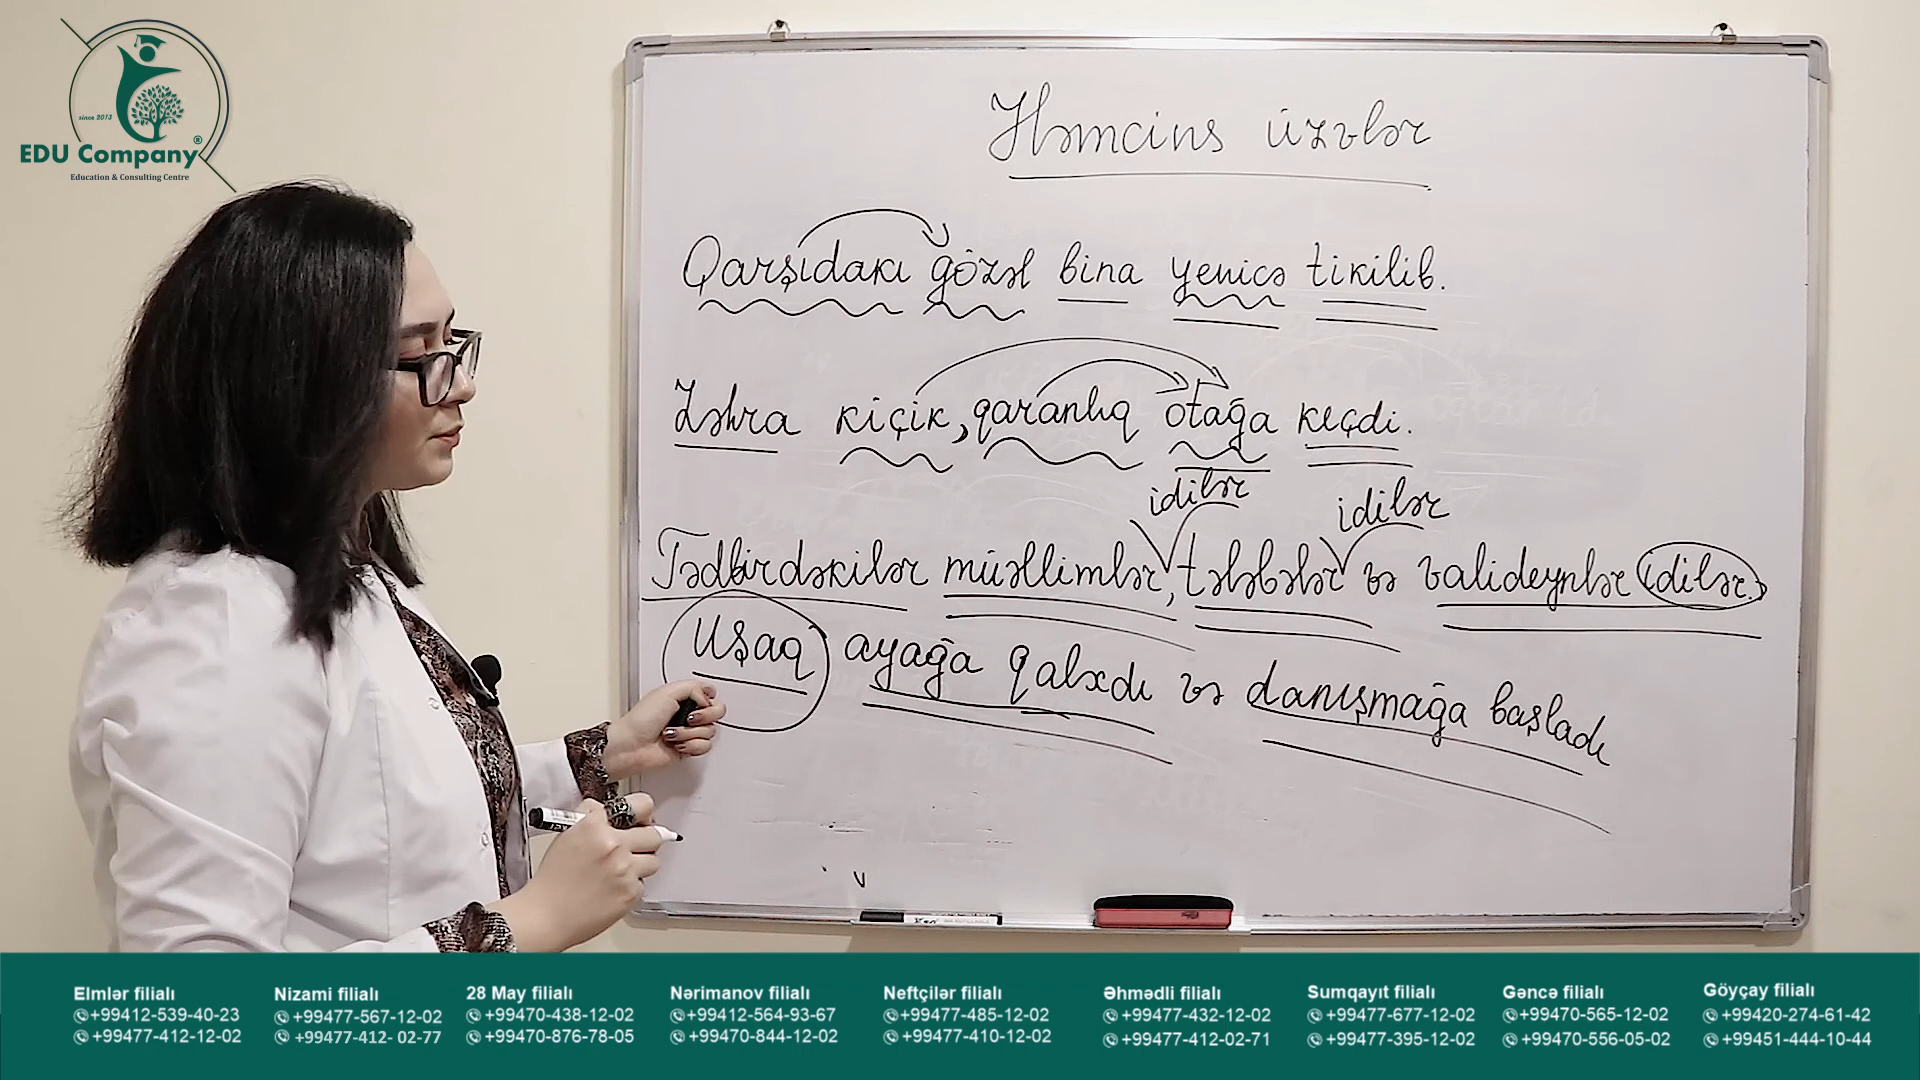 since 2013
EDU Company®
Education & Consulting Centre
Həmcins üzvlər
Qarşıdakı gözəl bina yenicə tikilib.
Zəhra kiçik, qaranlıq otağa keçdi.
idilər idilər
Tədbirdəkilər müəllimlər, tələbələr və valideynlər idilər.
Uşaq ayağa qalxdı və danışmağa başladı
Elmlər filialı
+99412-539-40-23
+99477-412-12-02
Nizami filialı
+99477-567-12-02
+99477-412- 02-77
28 May filialı
+99470-438-12-02
+99470-876-78-05
Nərimanov filialı
+99412-564-93-67
+99470-844-12-02
Neftçilər filialı
+99477-485-12-02
+99477-410-12-02
Əhmədli filialı
+99477-432-12-02
+99477-412-02-71
Sumqayıt filialı
+99477-677-12-02
+99477-395-12-02
Gəncə filialı
+99470-565-12-02
+99470-556-05-02
Göyçay filialı
+99420-274-61-42
+99451-444-10-44